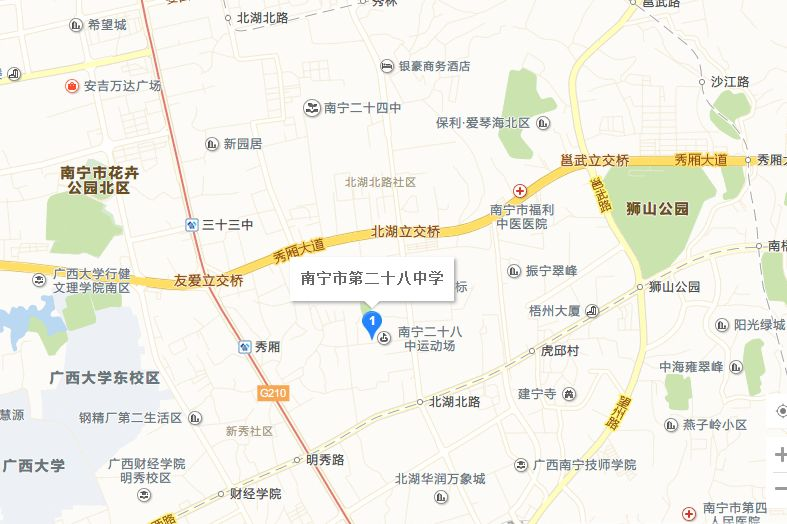 秀林
邕武路
希望城
北湖北路
安吉万达广场
银豪商务酒店
沙江路
南宁二十四中
保利·爱琴海北区
新园居
邕武立交桥
秀厢大道
秀厢大
南宁市花卉
公园北区
北湖北路社区
邕武路
南宁市福利
中医医院
狮山公园
三十三中
北湖立交桥
秀厢大道
南梧
广西大学行健
文理学院南区
友爱立交桥
南宁市第二十八中学
标
振宁翠峰
狮山公园
梧州大厦
1
南宁二十八
中运动场
阳光绿城
秀厢
虎邱村
中海雍翠峰
广西大学东校区
G210
建宁寺
望州路
慧源
钢精厂第二生活区
北湖北路
燕子岭小区
新秀社区
广西大学
广西财经学院
明秀校区
明秀路
北湖华润万象城
广西南宁技师学院
财经学院
南宁市第四
人民医院